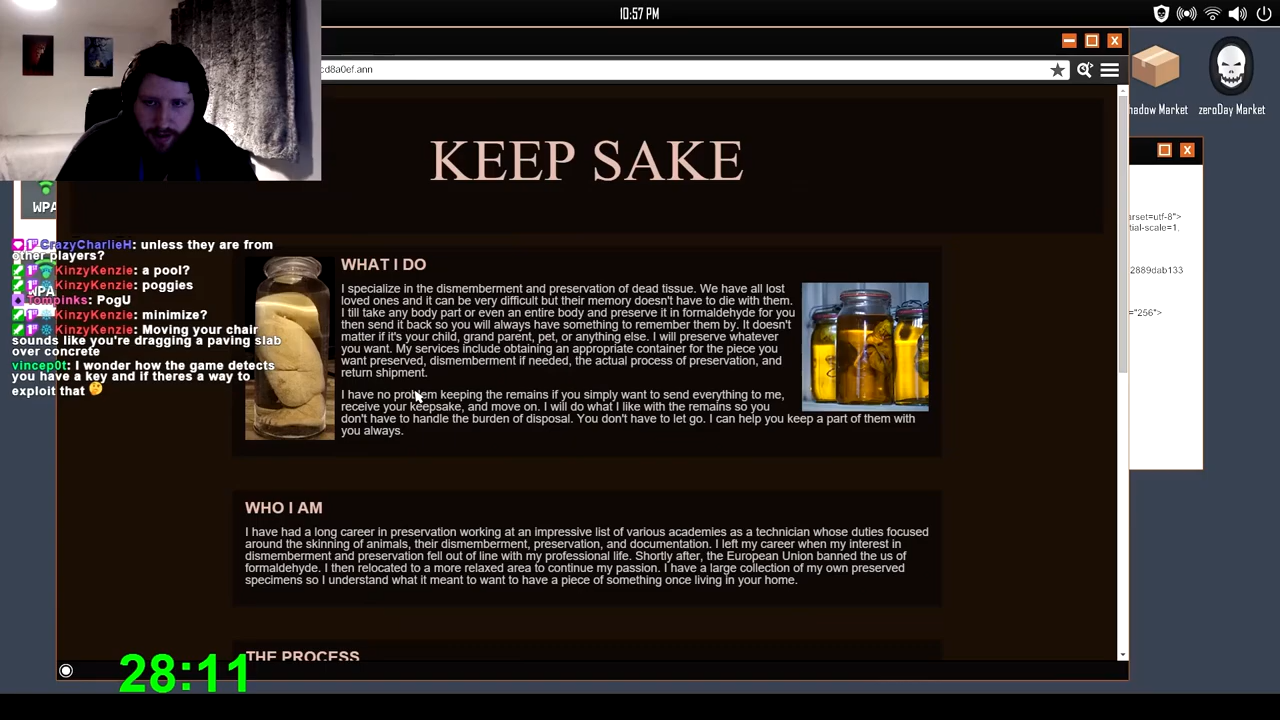 10:57 PM
cd8a0ef.ann
adow Market
zeroDay Market
KEEP SAKE
WPA
arset=utf-8">
tial-scale=1.
2889dab133
="256">
CrazyCharlieH: unless they are from
other players?
KinzyKenzie: a pool?
KinzyKenzie: poggies
Tompinks: PogU
KinzyKenzie: minimize?
KinzyKenzie: Moving your chair
sounds like you're dragging a paving slab
over concrete
vincep0t: I wonder how the game detects
you have a key and if theres a way to
exploit that
WHAT I DO
I specialize in the dismemberment and preservation of dead tissue. We have all lost
loved ones and it can be very difficult but their memory doesn't have to die with them.
I till take any body part or even an entire body and preserve it in formaldehyde for you
then send it back so you will always have something to remember them by. It doesn't
matter if it's your child, grand parent, pet, or anything else. I will preserve whatever
you want. My services include obtaining an appropriate container for the piece you
want preserved, dismemberment if needed, the actual process of preservation, and
return shipment.
I have no problem keeping the remains if you simply want to send everything to me,
receive your keepsake, and move on. I will do what I like with the remains so you
don't have to handle the burden of disposal. You don't have to let go. I can help you keep a part of them with
you always.
WHO I AM
I have had a long career in preservation working at an impressive list of various academies as a technician whose duties focused
around the skinning of animals, their dismemberment, preservation, and documentation. I left my career when my interest in
dismemberment and preservation fell out of line with my professional life. Shortly after, the European Union banned the us of
formaldehyde. I then relocated to a more relaxed area to continue my passion. I have a large collection of my own preserved
specimens so I understand what it meant to want to have a piece of something once living in your home.
THE PROCESS
28:11